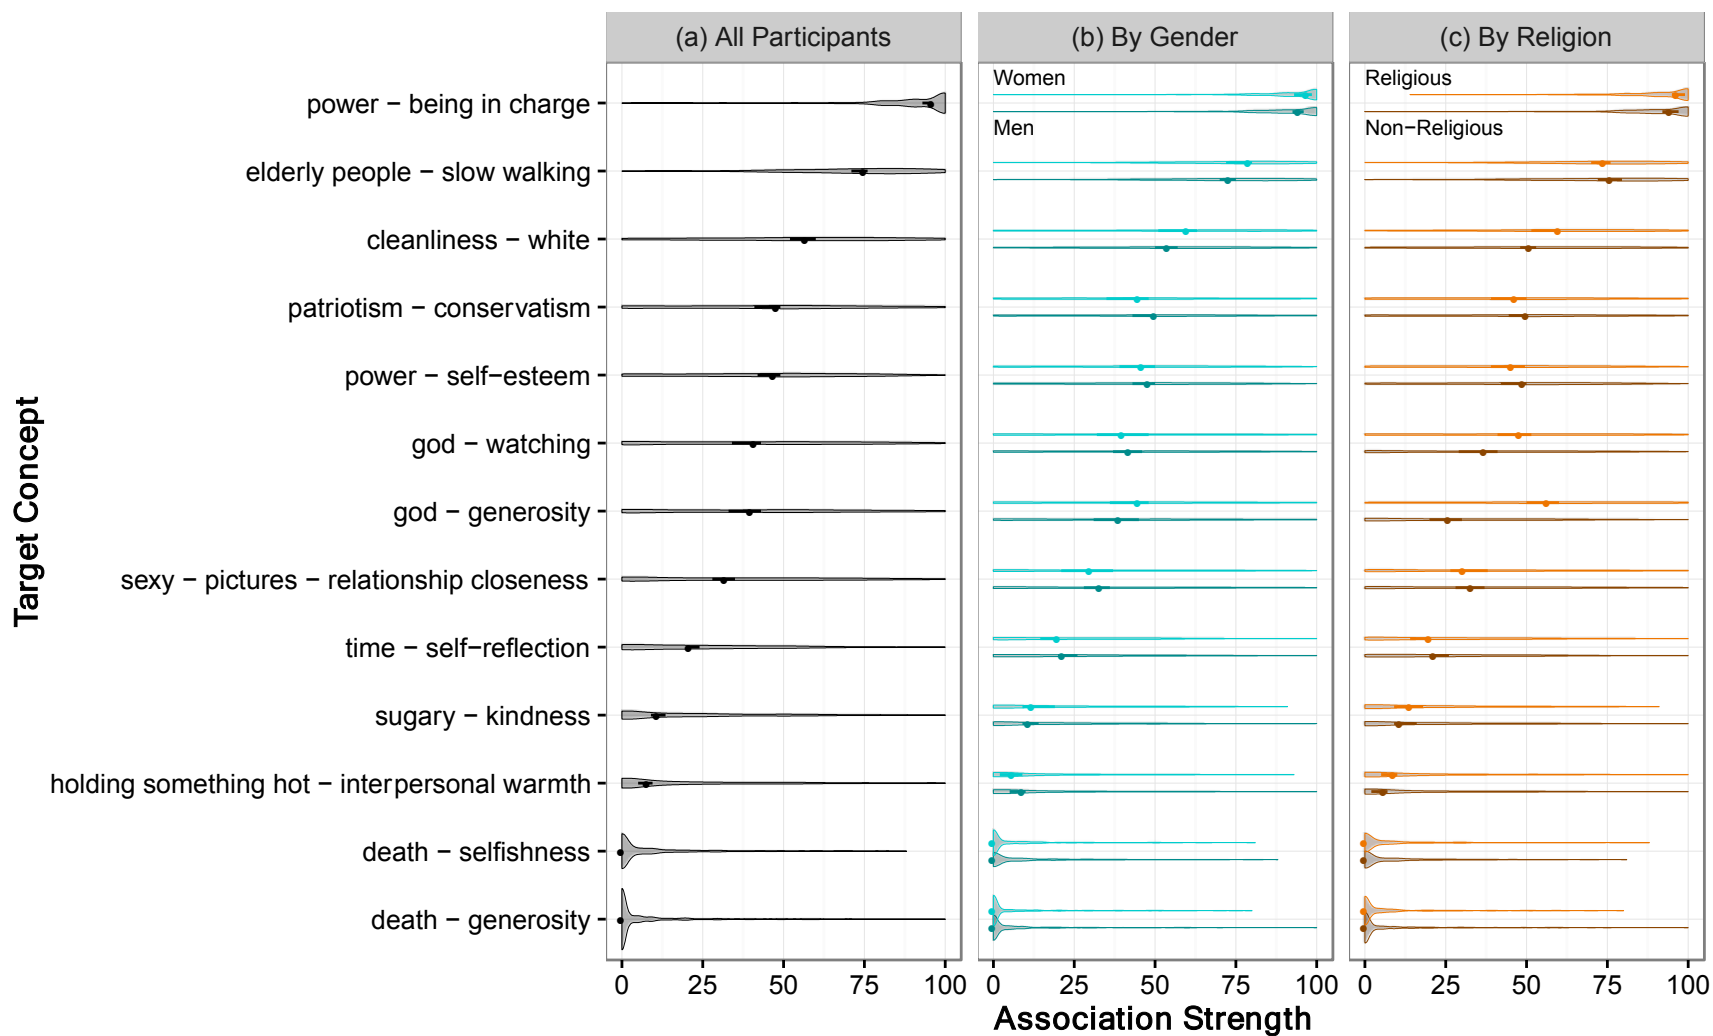 (a) All Participants
(b) By Gender
(c) By Religion
Target Concept
power − being in charge
elderly people − slow walking
cleanliness − white
patriotism − conservatism
power − self−esteem
god − watching
god − generosity
sexy − pictures − relationship closeness
time − self−reflection
sugary − kindness
holding something hot − interpersonal warmth
death − selfishness
death − generosity
Women
Men
Religious
Non−Religious
0 25 50 75 100
0 25 50 75 100
0 25 50 75 100
Association Strength